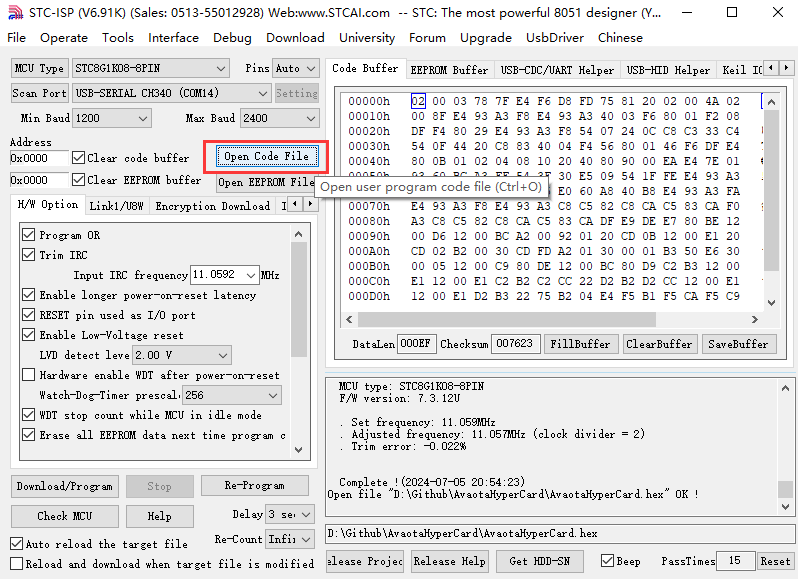 STC-ISP (V6.91K) (Sales: 0513-55012928) Web:www.STCAI.com -- STC: The most powerful 8051 designer (Y...
File Operate Tools Interface Debug Download University Forum Upgrade UsbDriver Chinese
MCU Type STC8G1K08-8PIN Pins Auto
Scan Port USB-SERIAL CH340 (COM14) Setting
Min Baud 1200 Max Baud 2400
Address
0x0000 Clear code buffer Open Code File
0x0000 Clear EEPROM buffer Open EEPROM File
Open user program code file (Ctrl+O)
H/W Option Link1/U8W Encryption Download I
Program OR
Trim IRC
Input IRC frequency 11.0592 MHz
Enable longer power-on-reset latency
RESET pin used as I/O port
Enable Low-Voltage reset
LVD detect leve 2.00 V
Hardware enable WDT after power-on-reset
Watch-Dog-Timer prescal 256
WDT stop count while MCU in idle mode
Erase all EEPROM data next time program c
Download/Program Stop Re-Program
Check MCU Help Delay 3 sec
Auto reload the target file Re-Count Infi
Reload and download when target file is modified
Code Buffer EEPROM Buffer USB-CDC/UART Helper USB-HID Helper Keil IC
00000h 02 00 03 78 7F E4 F6 D8 FD 75 81 20 02 00 4A 02
00010h 00 8F E4 93 A3 F8 E4 93 A3 40 03 F6 80 01 F2 08
00020h DF F4 80 29 E4 93 A3 F8 54 07 24 0C C8 C3 33 C4
00030h 54 0F 44 20 C8 83 40 04 F4 56 80 01 46 F6 DF E4
00040h 80 0B 01 02 04 08 10 20 40 80 90 00 EA E4 7E 01
00050h 93 60 BC A3 FF 54 3F 30 E5 09 54 1F FE E4 93 A3
E0 60 A8 40 B8 E4 93 A3 FA
00070h E4 93 A3 F8 E4 93 A3 C8 C5 82 C8 CA C5 83 CA F0
00080h A3 C8 C5 82 C8 CA C5 83 CA DF E9 DE E7 80 BE 12
00090h 00 D6 12 00 BC A2 00 92 01 20 CD 0B 12 00 E1 20
000A0h CD 02 B2 00 30 CD FD A2 01 30 00 01 B3 50 E6 30
000B0h 00 05 12 00 C9 80 DE 12 00 BC 80 D9 C2 B3 12 00
000C0h E1 12 00 E1 C2 B2 C2 CC 22 D2 B2 D2 CC 12 00 E1
000D0h 12 00 E1 D2 B3 22 75 B2 04 E4 F5 B1 F5 CA F5 C9
DataLen 000EF Checksum 007623 FillBuffer ClearBuffer SaveBuffer
MCU type: STC8G1K08-8PIN
F/W version: 7.3.12U
. Set frequency: 11.059MHz
. Adjusted frequency: 11.057MHz (clock divider = 2)
. Trim error: -0.022%
Complete !(2024-07-05 20:54:23)
Open file "D:\Github\AvaotaHyperCard\AvaotaHyperCard.hex" OK !
D:\Github\AvaotaHyperCard\AvaotaHyperCard.hex
elease Projec Release Help Get HDD-SN Beep PassTimes 15 Reset